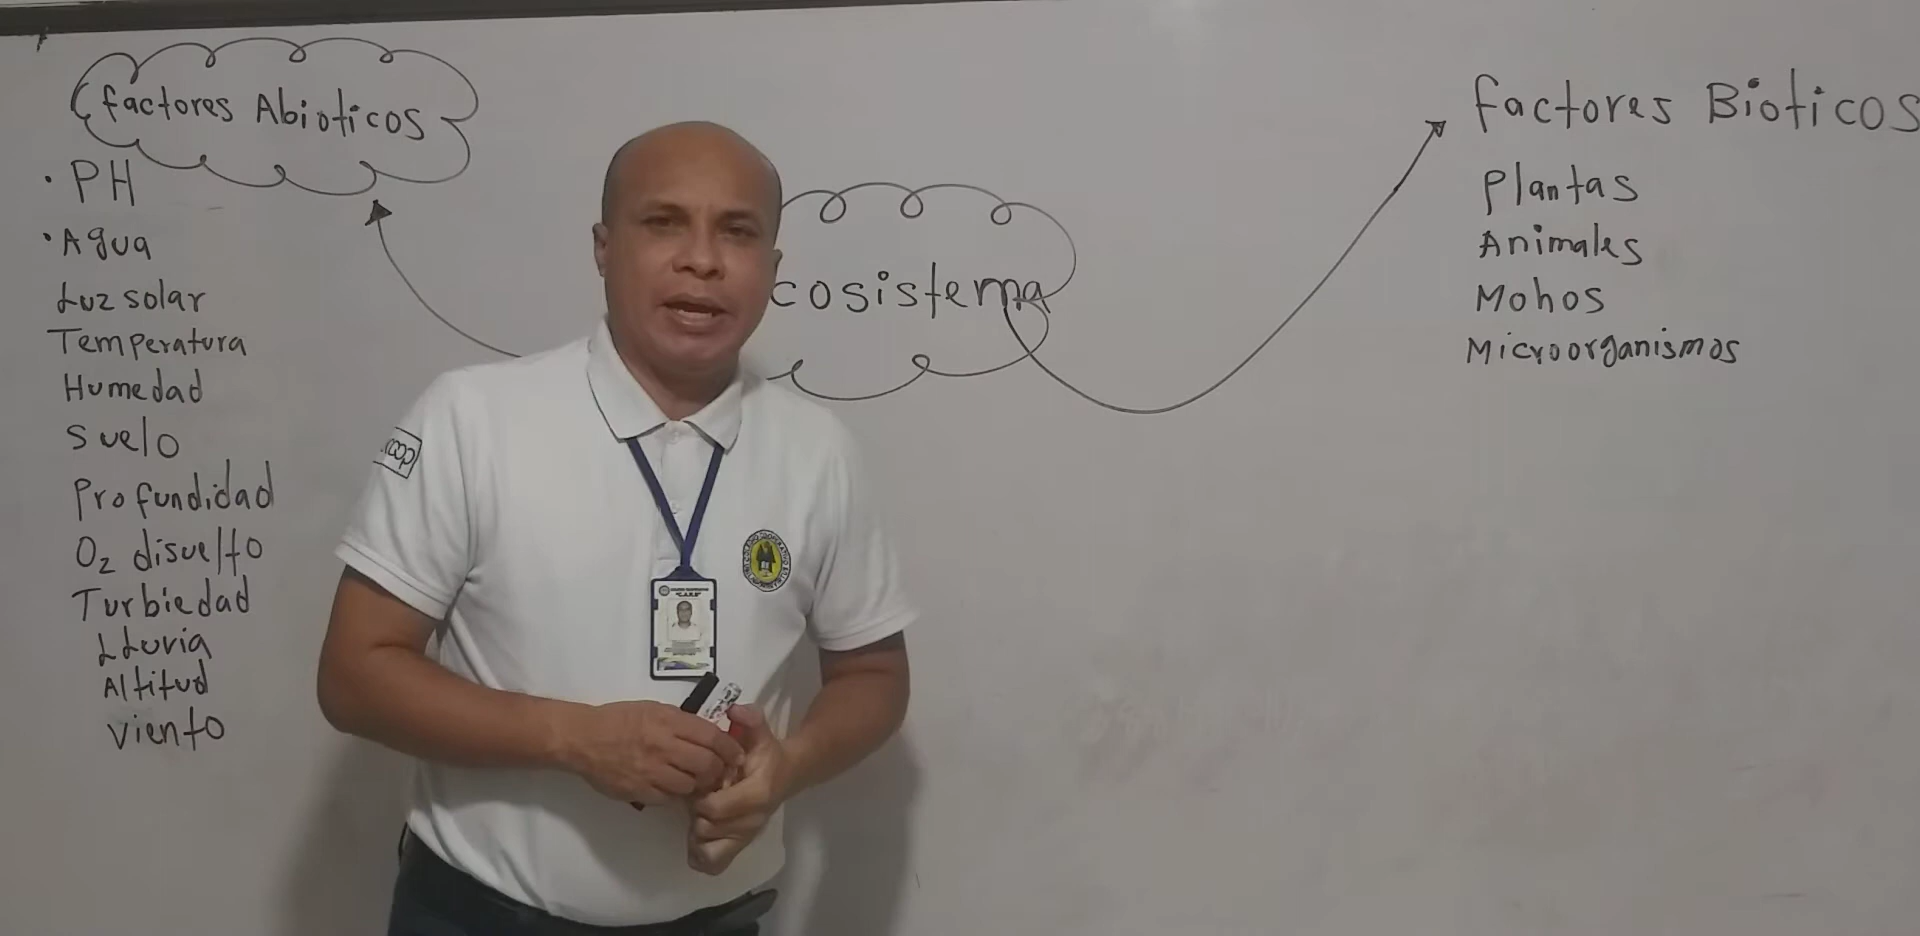 factores Abioticos
• PH
• Agua
Luz solar
Temperatura
Humedad
Suelo
Profundidad
O₂ disuelto
Turbiedad
LLuvia
Altitud
viento
cosistema
factores Bioticos
Plantas
Animales
Mohos
Microorganismos
coop
"C.A.R.B"